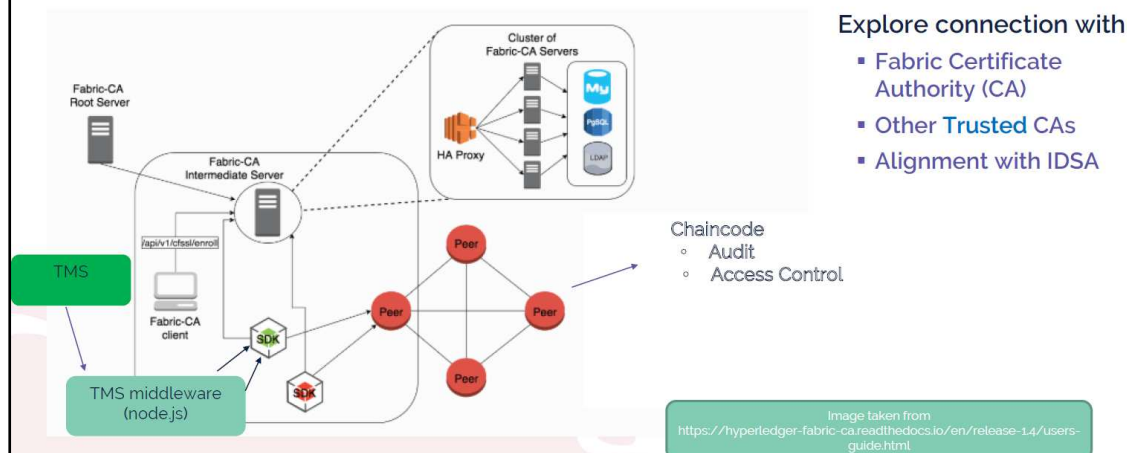 Explore connection with
▪ Fabric Certificate
Authority (CA)
▪ Other Trusted CAs
▪ Alignment with IDSA
Cluster of
Fabric-CA Servers
My
PgSQL
LDAP
HA Proxy
Fabric-CA
Root Server
Fabric-CA
Intermediate Server
/api/v1/cfssl/enroll
TMS
Fabric-CA
client
SDK
SDK
TMS middleware
(node.js)
Peer
Peer
Peer
Peer
Chaincode
◦ Audit
◦ Access Control
Image taken from
https://hyperledger-fabric-ca.readthedocs.io/en/release-1.4/users-
guide.html